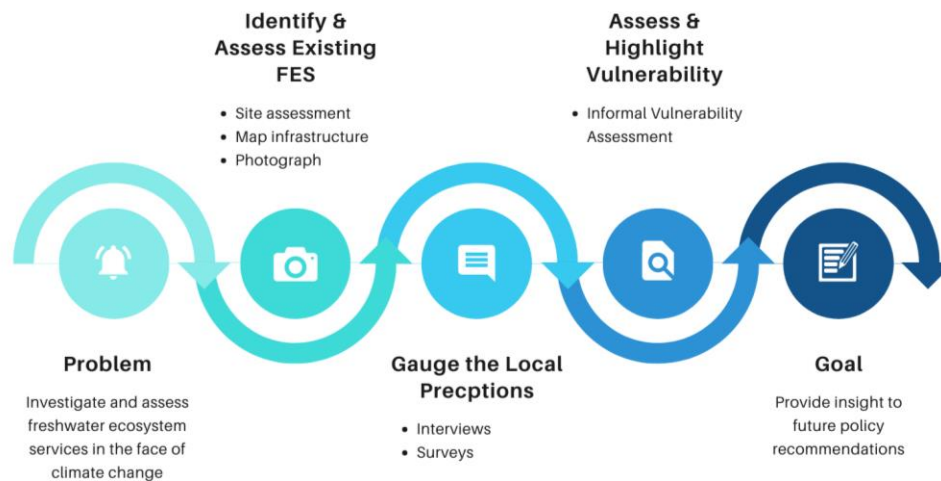 Problem
Investigate and assess
freshwater ecosystem
services in the face of
climate change
Identify &
Assess Existing
FES
• Site assessment
• Map infrastructure
• Photograph
Gauge the Local
Precptions
• Interviews
• Surveys
Assess &
Highlight
Vulnerability
• Informal Vulnerability
Assessment
Goal
Provide insight to
future policy
recommendations